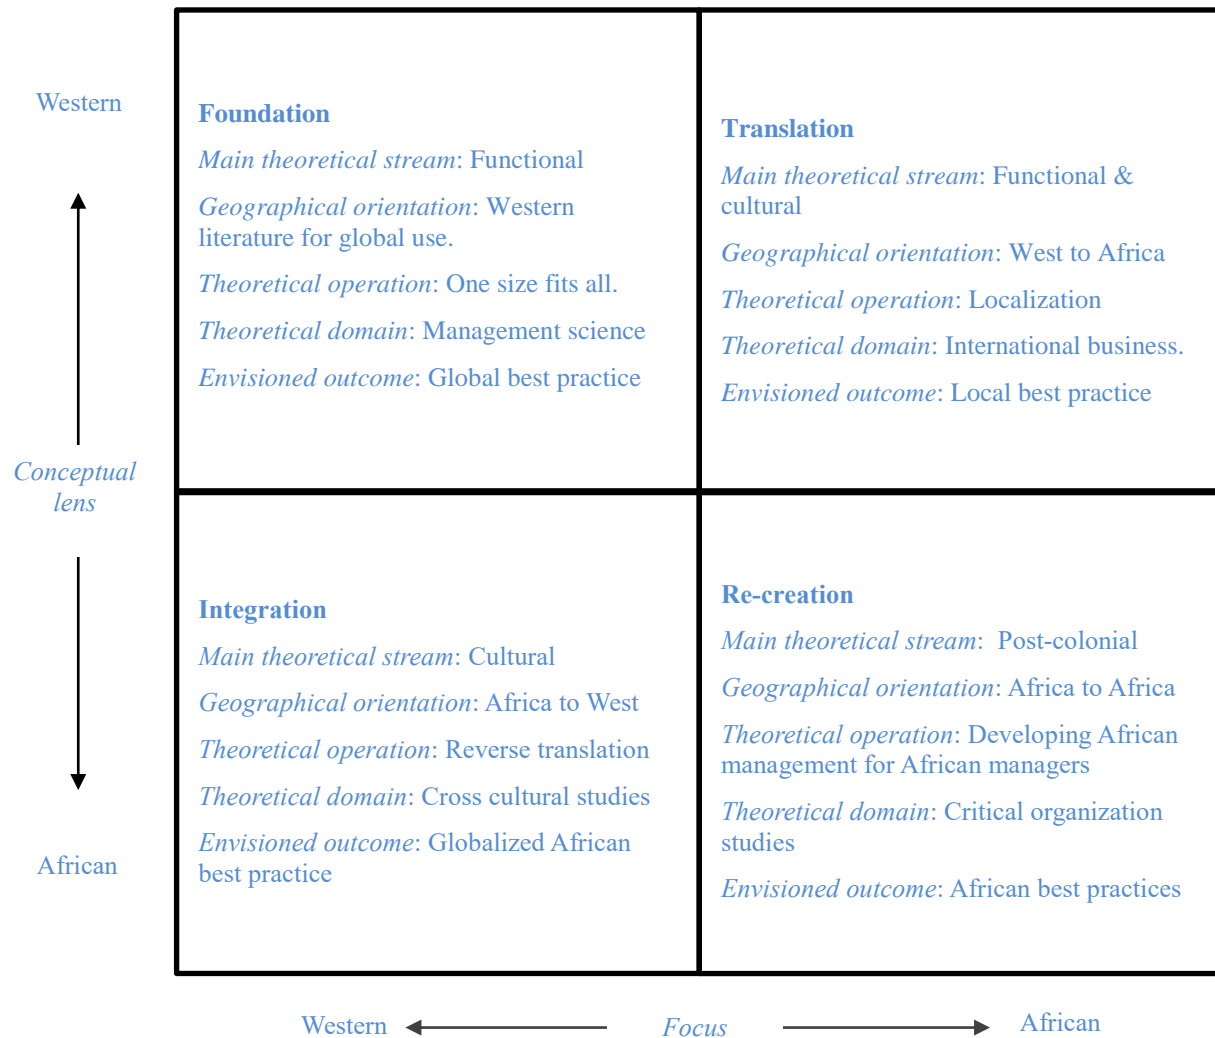 Western
Foundation
Main theoretical stream: Functional
Geographical orientation: Western
literature for global use.
Theoretical operation: One size fits all.
Theoretical domain: Management science
Envisioned outcome: Global best practice
Translation
Main theoretical stream: Functional &
cultural
Geographical orientation: West to Africa
Theoretical operation: Localization
Theoretical domain: International business.
Envisioned outcome: Local best practice
Conceptual
lens
Integration
Main theoretical stream: Cultural
Geographical orientation: Africa to West
Theoretical operation: Reverse translation
Theoretical domain: Cross cultural studies
Envisioned outcome: Globalized African
best practice
Re-creation
Main theoretical stream:  Post-colonial
Geographical orientation: Africa to Africa
Theoretical operation: Developing African
management for African managers
Theoretical domain: Critical organization
studies
Envisioned outcome: African best practices
African
Western
Focus
African